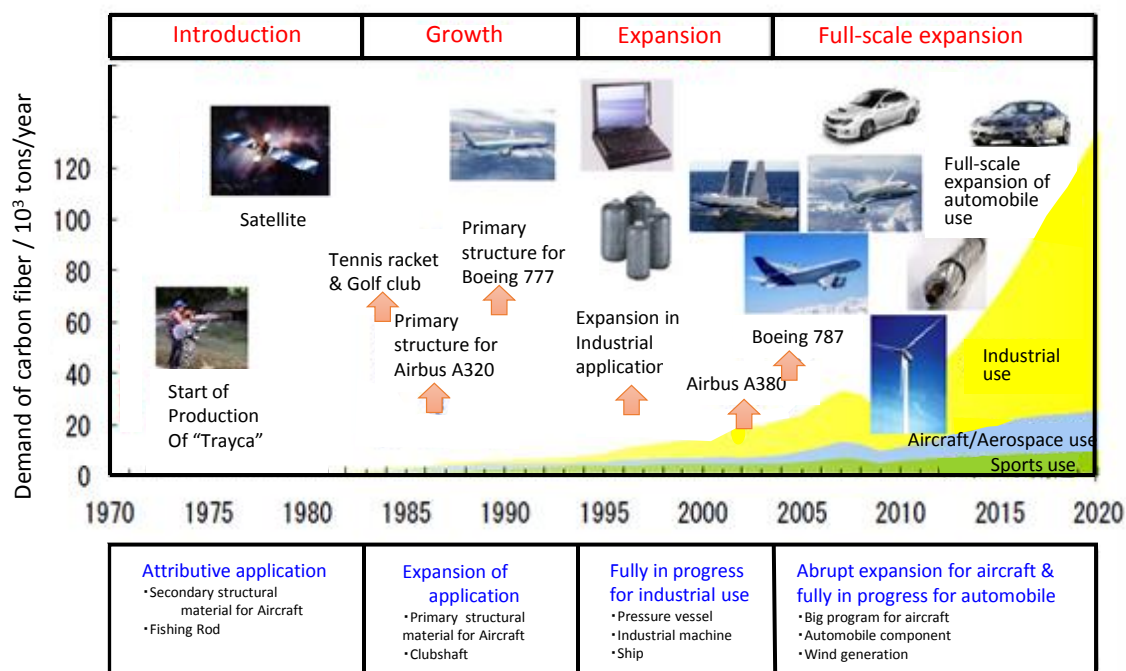 Introduction
Growth
Expansion
Full-scale expansion
Demand of carbon fiber / 10³ tons/year
120
100
80
60
40
20
0
Satellite
Start of
Production
Of “Trayca”
Tennis racket
& Golf club
Primary
structure for
Airbus A320
Primary
structure for
Boeing 777
Expansion in
Industrial
applicatior
Airbus A380
Boeing 787
Full-scale
expansion of
automobile
use
Industrial
use
Aircraft/Aerospace use
Sports use
1970
1975
1980
1985
1990
1995
2000
2005
2010
2015
2020
Attributive application
・Secondary structural
material for Aircraft
・Fishing Rod
Expansion of
application
・Primary structural
material for Aircraft
・Clubshaft
Fully in progress
for industrial use
・Pressure vessel
・Industrial machine
・Ship
Abrupt expansion for aircraft &
fully in progress for automobile
・Big program for aircraft
・Automobile component
・Wind generation